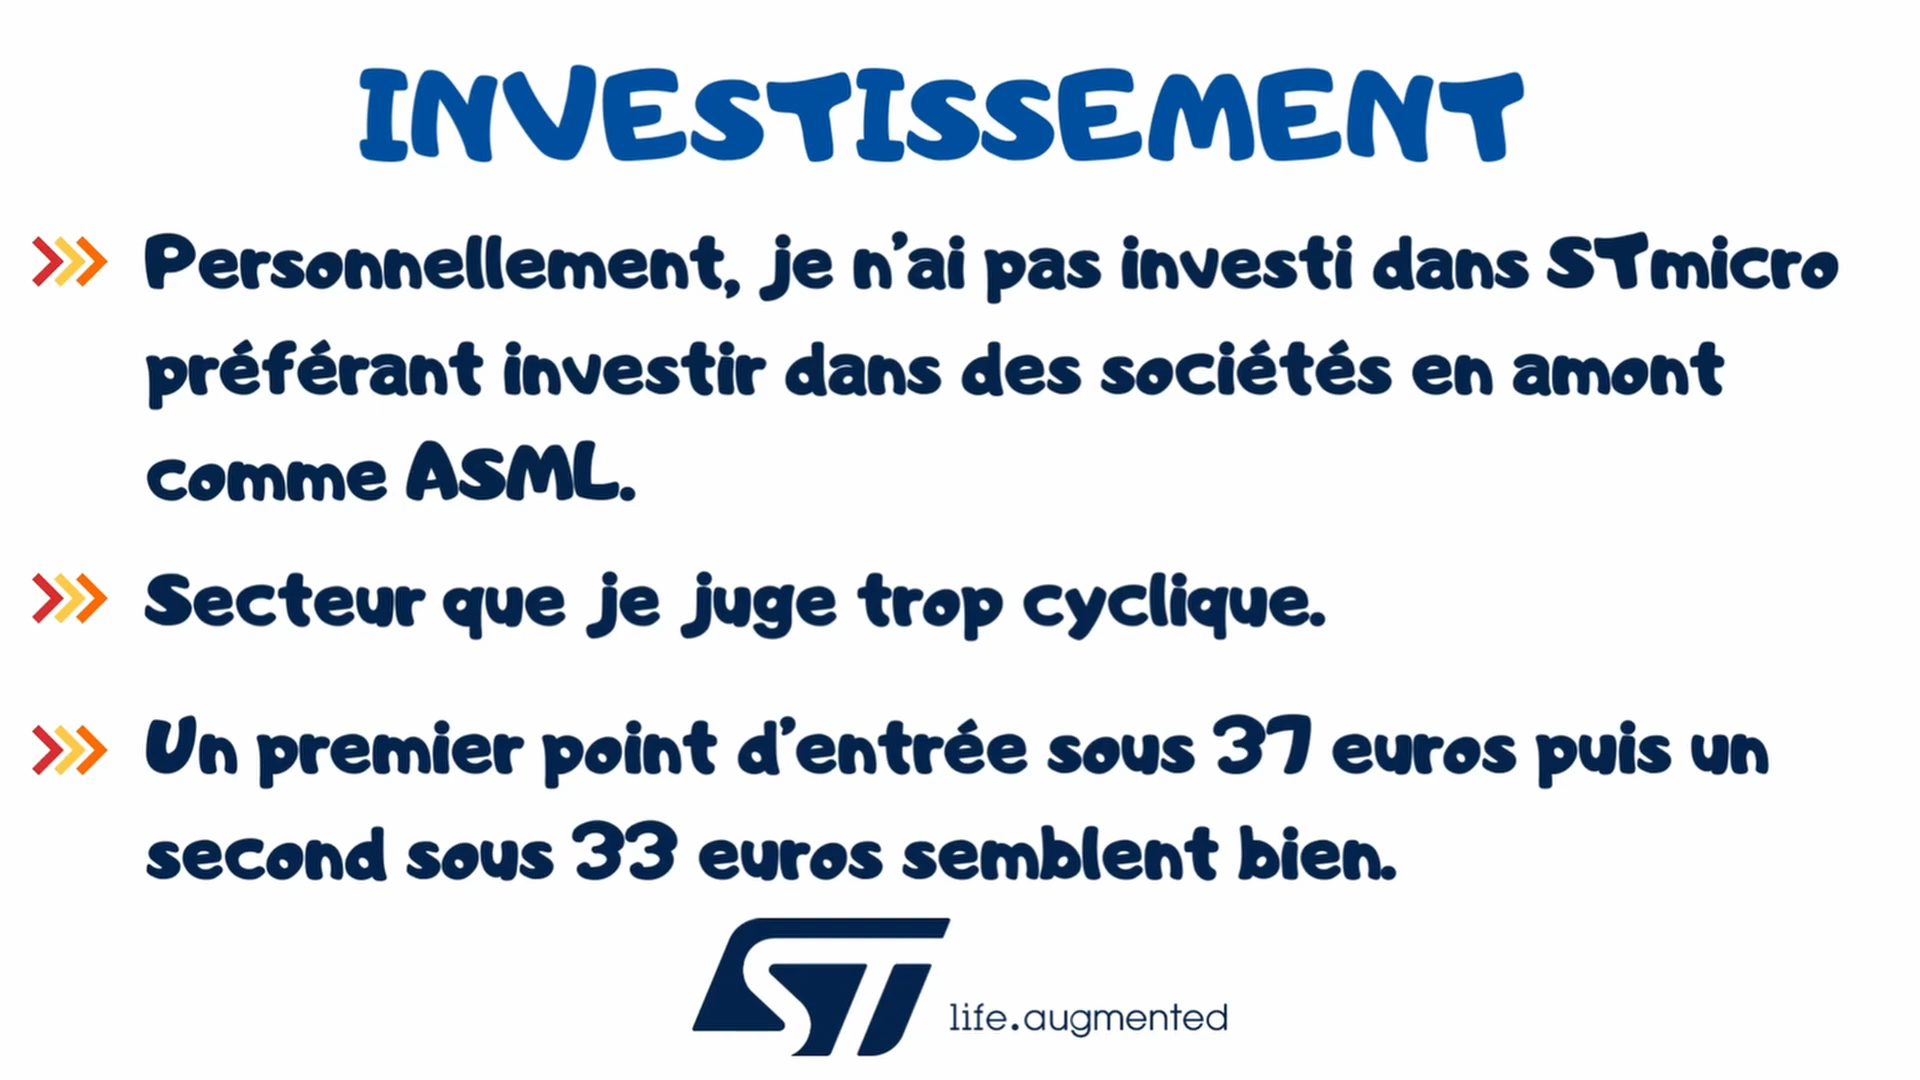 INVESTISSEMENT
Personnellement, je n’ai pas investi dans STmicro
préférant investir dans des sociétés en amont
comme ASML.
Secteur que je juge trop cyclique.
Un premier point d’entrée sous 37 euros puis un
second sous 33 euros semblent bien.
ST
life.augmented